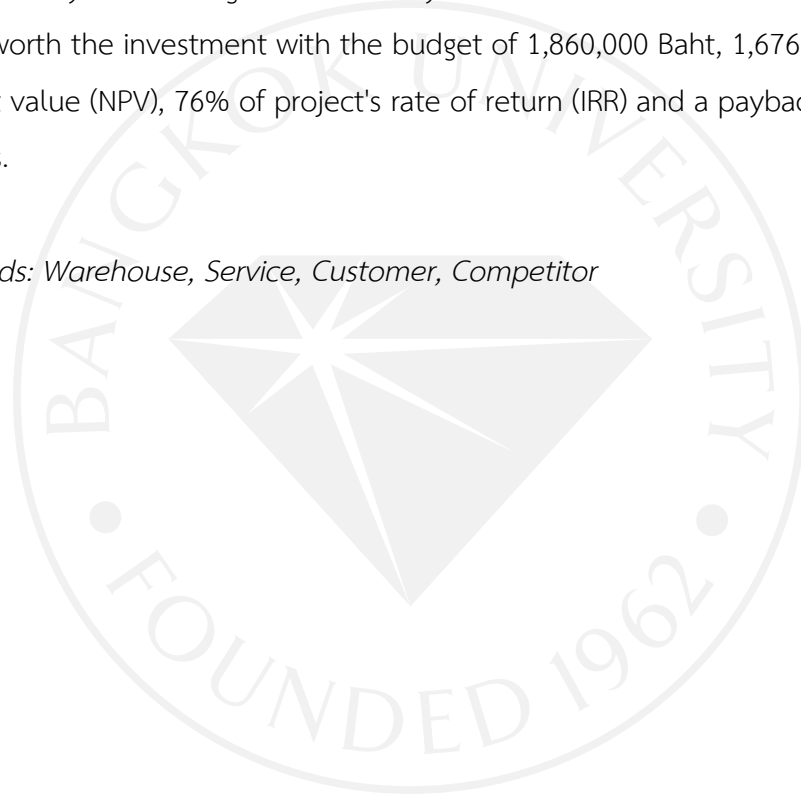 worth the investment with the budget of 1,860,000 Baht, 1,676
value (NPV), 76% of project's rate of return (IRR) and a payba
ds: Warehouse, Service, Customer, Competitor
BANGKOK UNIVERSITY
• FOUNDED 1962 •